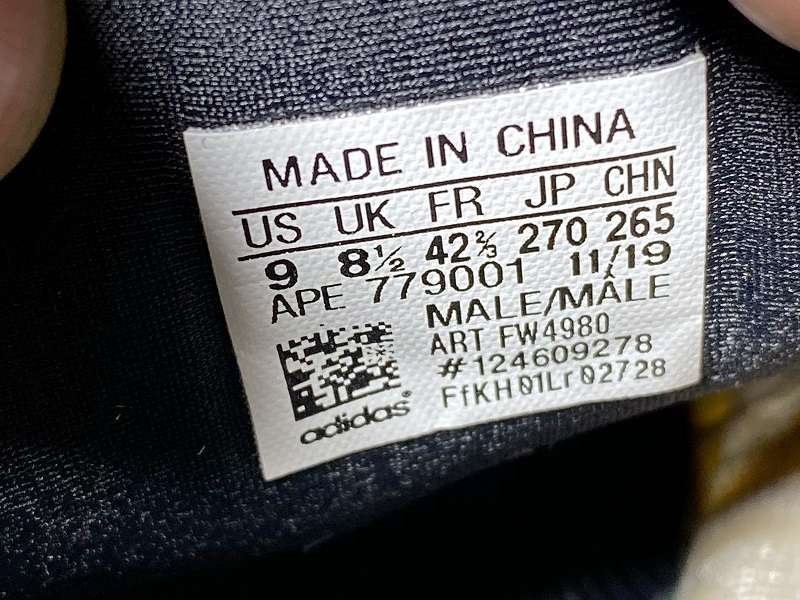 MADE IN CHINA
US UK FR JP CHN
9 8½ 42⅔ 270 265
APE 779001 11/19
MALE/MÂLE
ART FW4980
#124609278
FfKH01Lr02728
adidas®